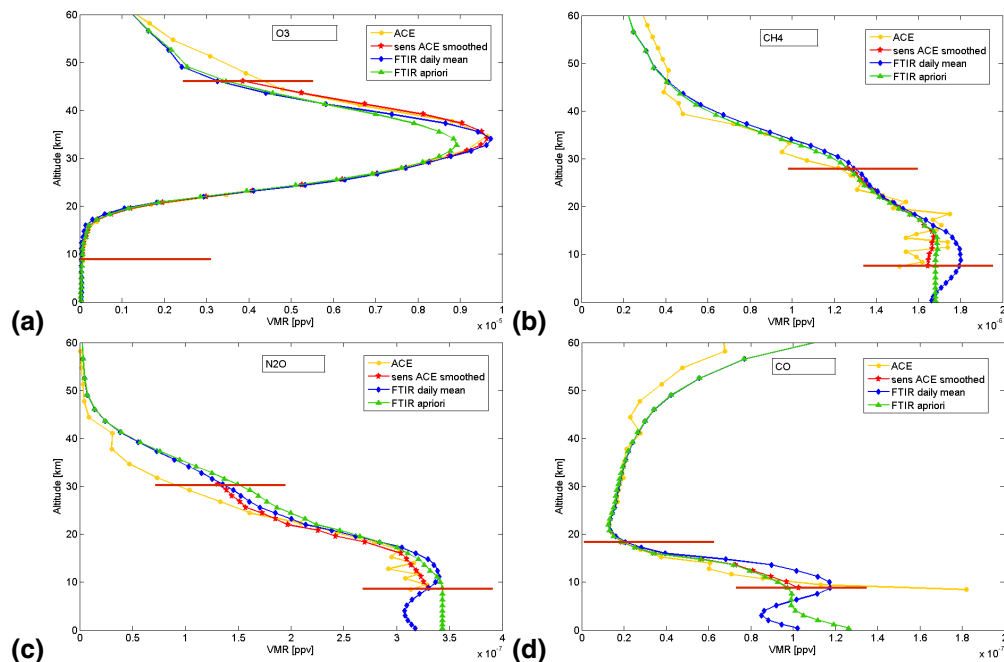 60
50
40
30
20
10
0
Altitude [km]
O3
ACE
sens ACE smoothed
FTIR daily mean
FTIR apriori
0 0.1 0.2 0.3 0.4 0.5 0.6 0.7 0.8 0.9 1
VMR [ppv]
x 10⁻⁵
(a)
60
50
40
30
20
10
0
Altitude [km]
CH4
ACE
sens ACE smoothed
FTIR daily mean
FTIR apriori
0 0.2 0.4 0.6 0.8 1 1.2 1.4 1.6 1.8 2
VMR [ppv]
x 10⁻⁶
(b)
60
50
40
30
20
10
0
Altitude [km]
N2O
ACE
sens ACE smoothed
FTIR daily mean
FTIR apriori
0 0.5 1 1.5 2 2.5 3 3.5 4
VMR [ppv]
x 10⁻⁷
(c)
60
50
40
30
20
10
0
Altitude [km]
CO
ACE
sens ACE smoothed
FTIR daily mean
FTIR apriori
0 0.2 0.4 0.6 0.8 1 1.2 1.4 1.6 1.8 2
VMR [ppv]
(d)